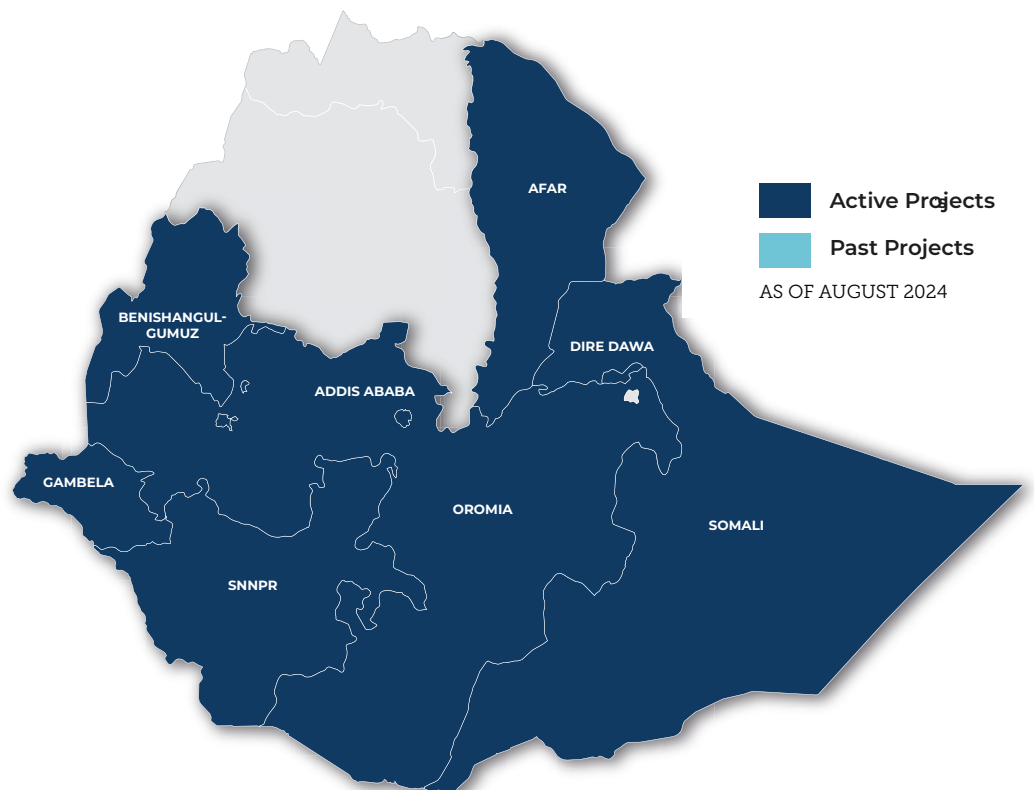 AFAR
Active Projects
Past Projects
AS OF AUGUST 2024
BENISHANGUL-
GUMUZ
DIRE DAWA
ADDIS ABABA
GAMBELA
OROMIA
SOMALI
SNNPR